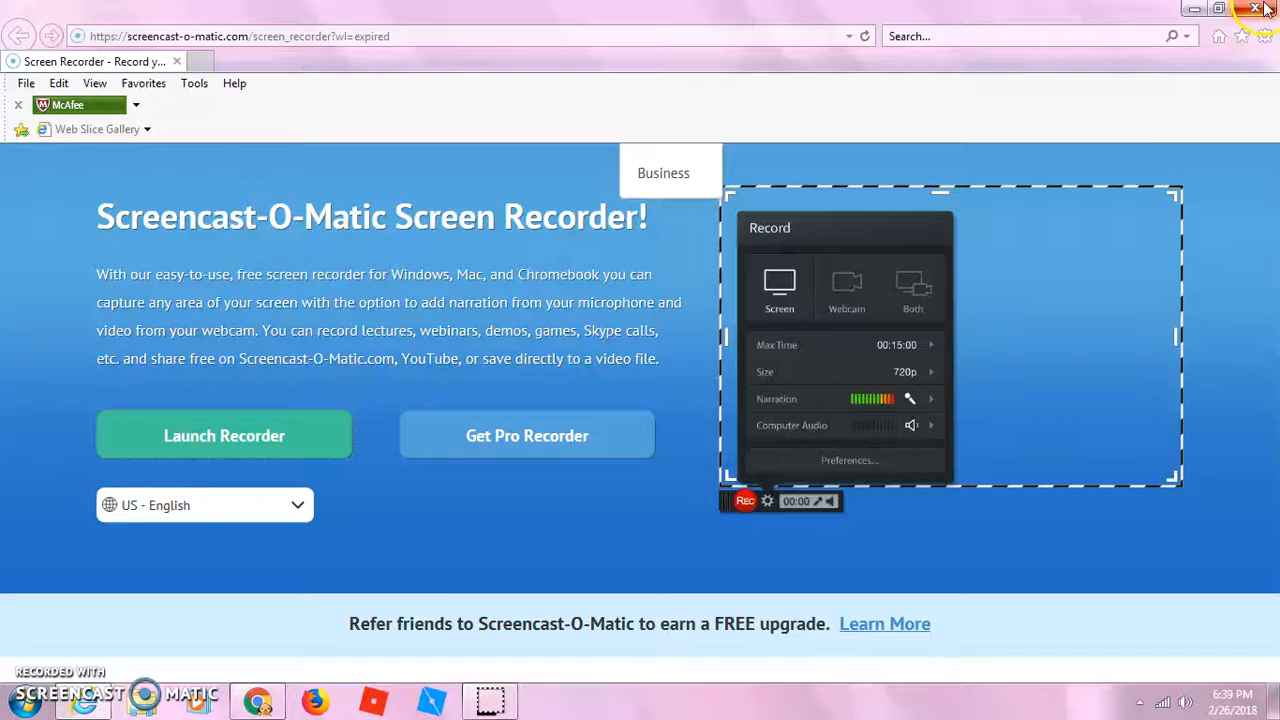 https://screencast-o-matic.com/screen_recorder?wl=expired
Search...
Screen Recorder - Record y...
File Edit View Favorites Tools Help
McAfee
Web Slice Gallery
Business
Screencast-O-Matic Screen Recorder!
With our easy-to-use, free screen recorder for Windows, Mac, and Chromebook you can
capture any area of your screen with the option to add narration from your microphone and
video from your webcam. You can record lectures, webinars, demos, games, Skype calls,
etc. and share free on Screencast-O-Matic.com, YouTube, or save directly to a video file.
Launch Recorder
Get Pro Recorder
US - English
Record
Screen Webcam Both
Max Time 00:15:00
Size 720p
Narration
Computer Audio
Preferences...
REC 00:00
Refer friends to Screencast-O-Matic to earn a FREE upgrade. Learn More
RECORDED WITH
SCREENCAST MATIC
6:39 PM
2/26/2018